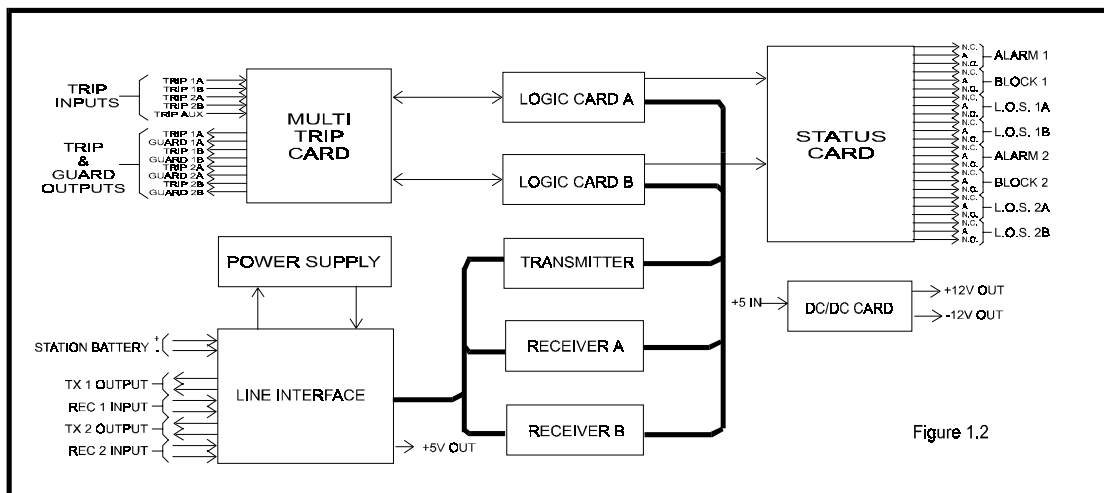 TRIP
INPUTS
TRIP 1A
TRIP 1B
TRIP 2A
TRIP 2B
TRIP AUX
TRIP
&
GUARD
OUTPUTS
TRIP 1A
GUARD 1A
TRIP 1B
GUARD 1B
TRIP 2A
GUARD 2A
TRIP 2B
GUARD 2B
MULTI
TRIP
CARD
LOGIC CARD A
LOGIC CARD B
STATUS
CARD
N.C.
A
N.O.
ALARM 1
N.C.
A
N.O.
BLOCK 1
N.C.
A
N.O.
L.O.S. 1A
N.C.
A
N.O.
L.O.S. 1B
N.C.
A
N.O.
ALARM 2
N.C.
A
N.O.
BLOCK 2
N.C.
A
N.O.
L.O.S. 2A
N.C.
A
N.O.
L.O.S. 2B
POWER SUPPLY
TRANSMITTER
RECEIVER A
RECEIVER B
+5 IN
DC/DC CARD
+12V OUT
-12V OUT
STATION BATTERY
+
-
TX 1 OUTPUT
REC 1 INPUT
TX 2 OUTPUT
REC 2 INPUT
LINE INTERFACE
+5V OUT
Figure 1.2